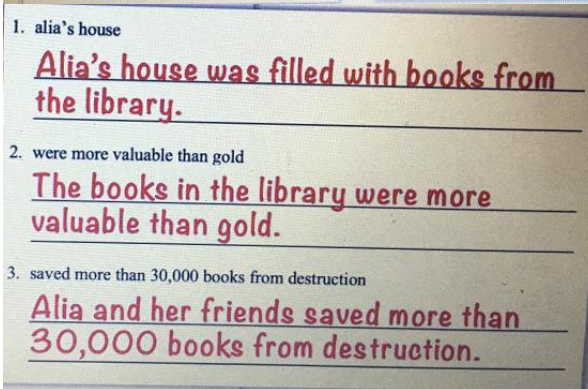 1. alia's house
Alia's house was filled with books from
the library.
2. were more valuable than gold
The books in the library were more
valuable than gold.
3. saved more than 30,000 books from destruction
Alia and her friends saved more than
30,000 books from destruction.